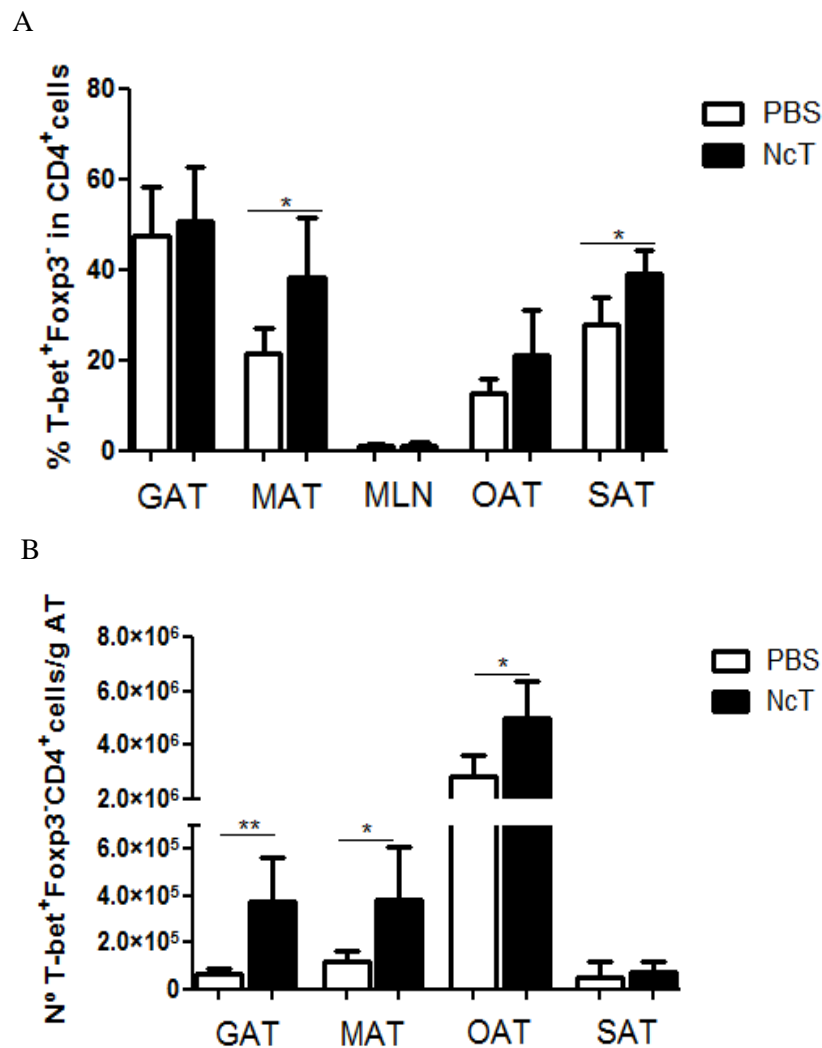 A
% T-bet⁺Foxp3⁻ in CD4⁺ cells
80
60
40
20
0
*
*
PBS
NcT
GAT MAT MLN OAT SAT
B
Nº T-bet⁺Foxp3⁻CD4⁺ cells/g AT
8.0×10⁶
6.0×10⁶
4.0×10⁶
2.0×10⁶
6.0×10⁵
4.0×10⁵
2.0×10⁵
0
**
*
*
PBS
NcT
GAT MAT OAT SAT